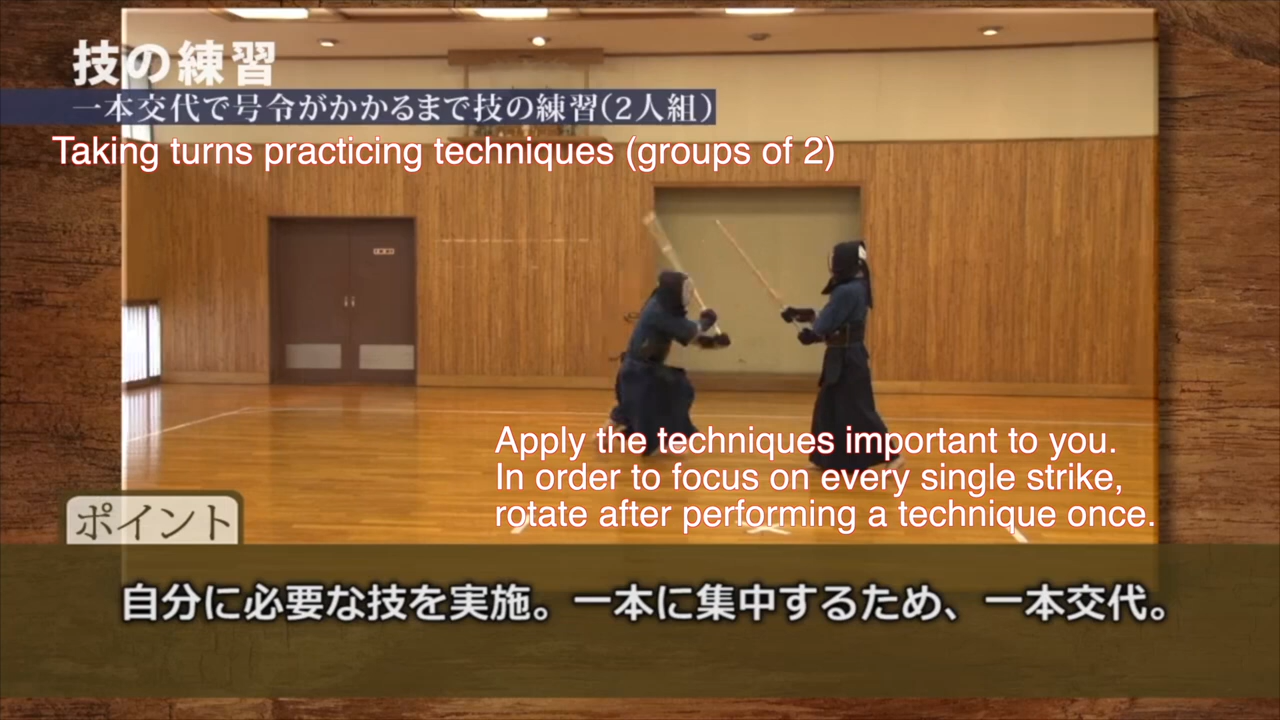 技の練習
一本交代で号令がかかるまで技の練習(2人組)
Taking turns practicing techniques (groups of 2)
Apply the techniques important to you.
In order to focus on every single strike,
rotate after performing a technique once.
ポイント
自分に必要な技を実施。一本に集中するため、一本交代。